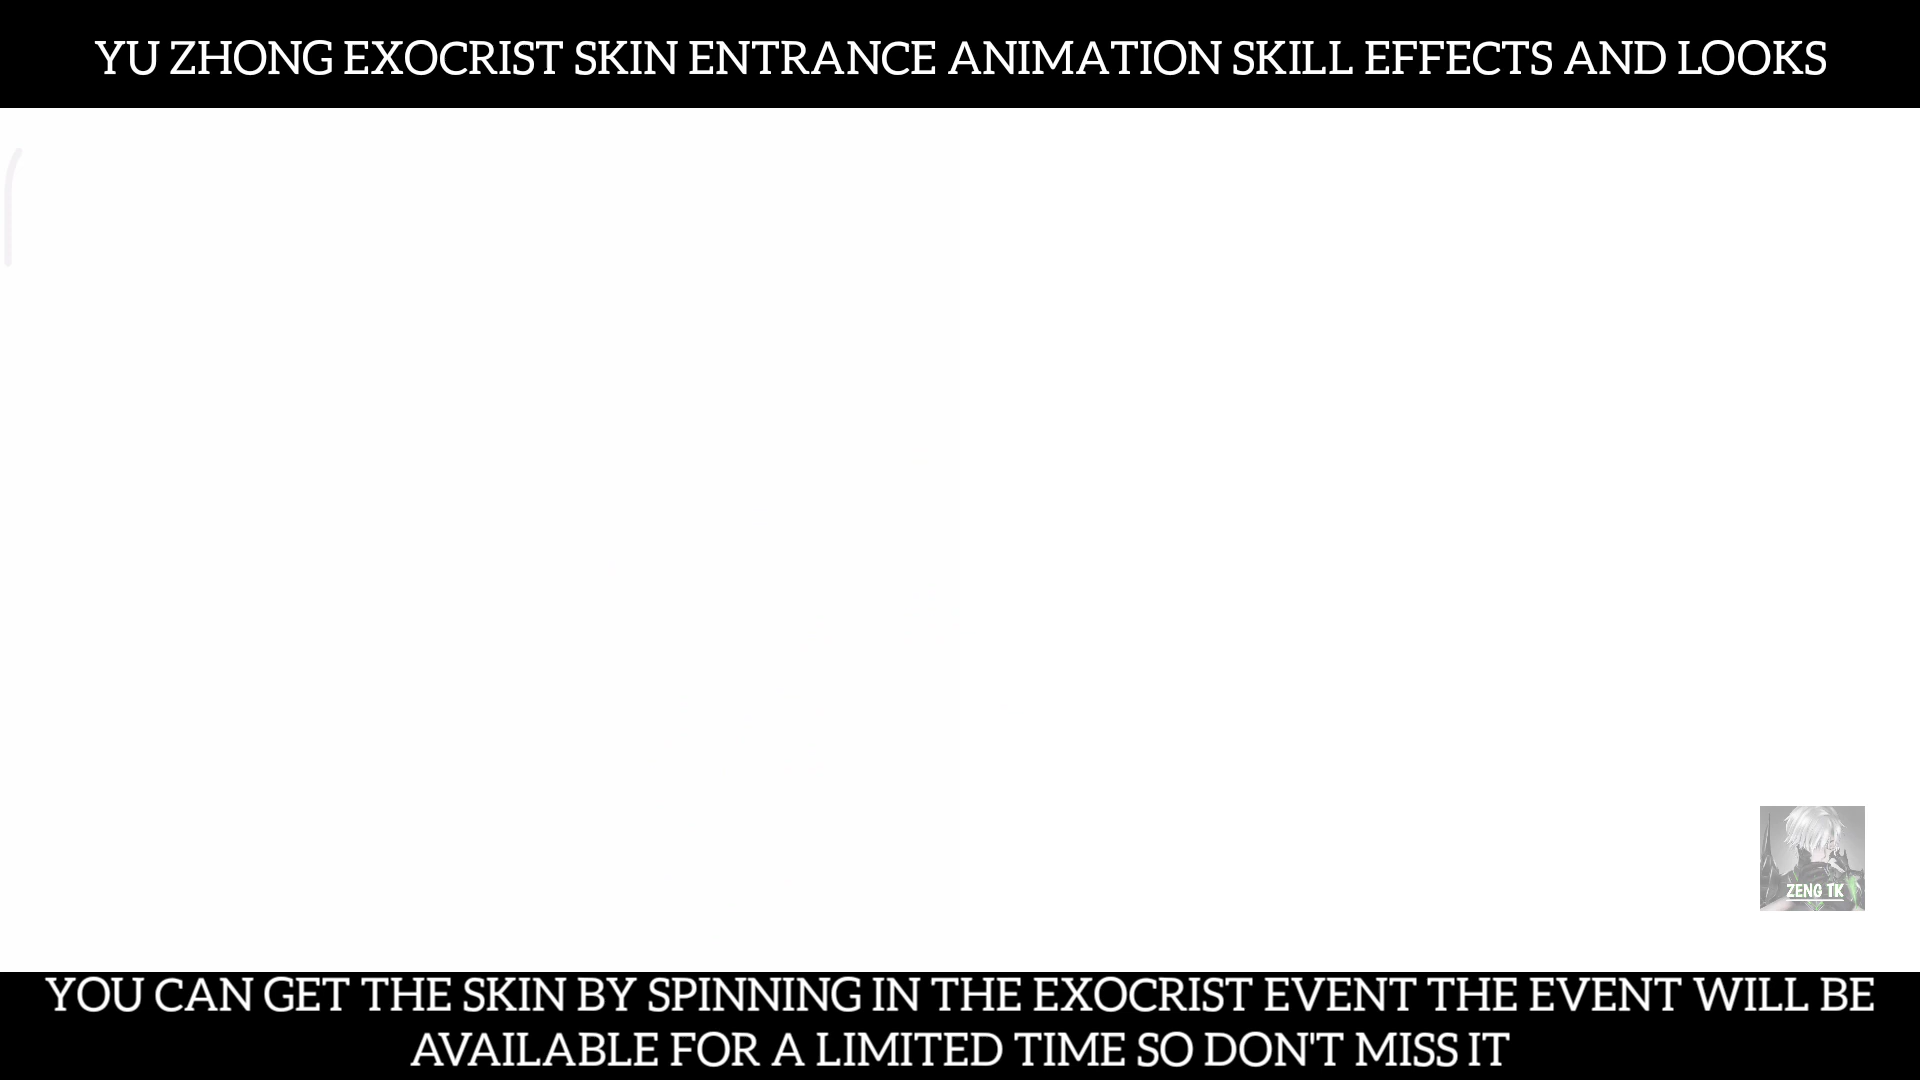 YU ZHONG EXOCRIST SKIN ENTRANCE ANIMATION SKILL EFFECTS AND LOOKS
ZENG TK
YOU CAN GET THE SKIN BY SPINNING IN THE EXOCRIST EVENT THE EVENT WILL BE
AVAILABLE FOR A LIMITED TIME SO DON'T MISS IT